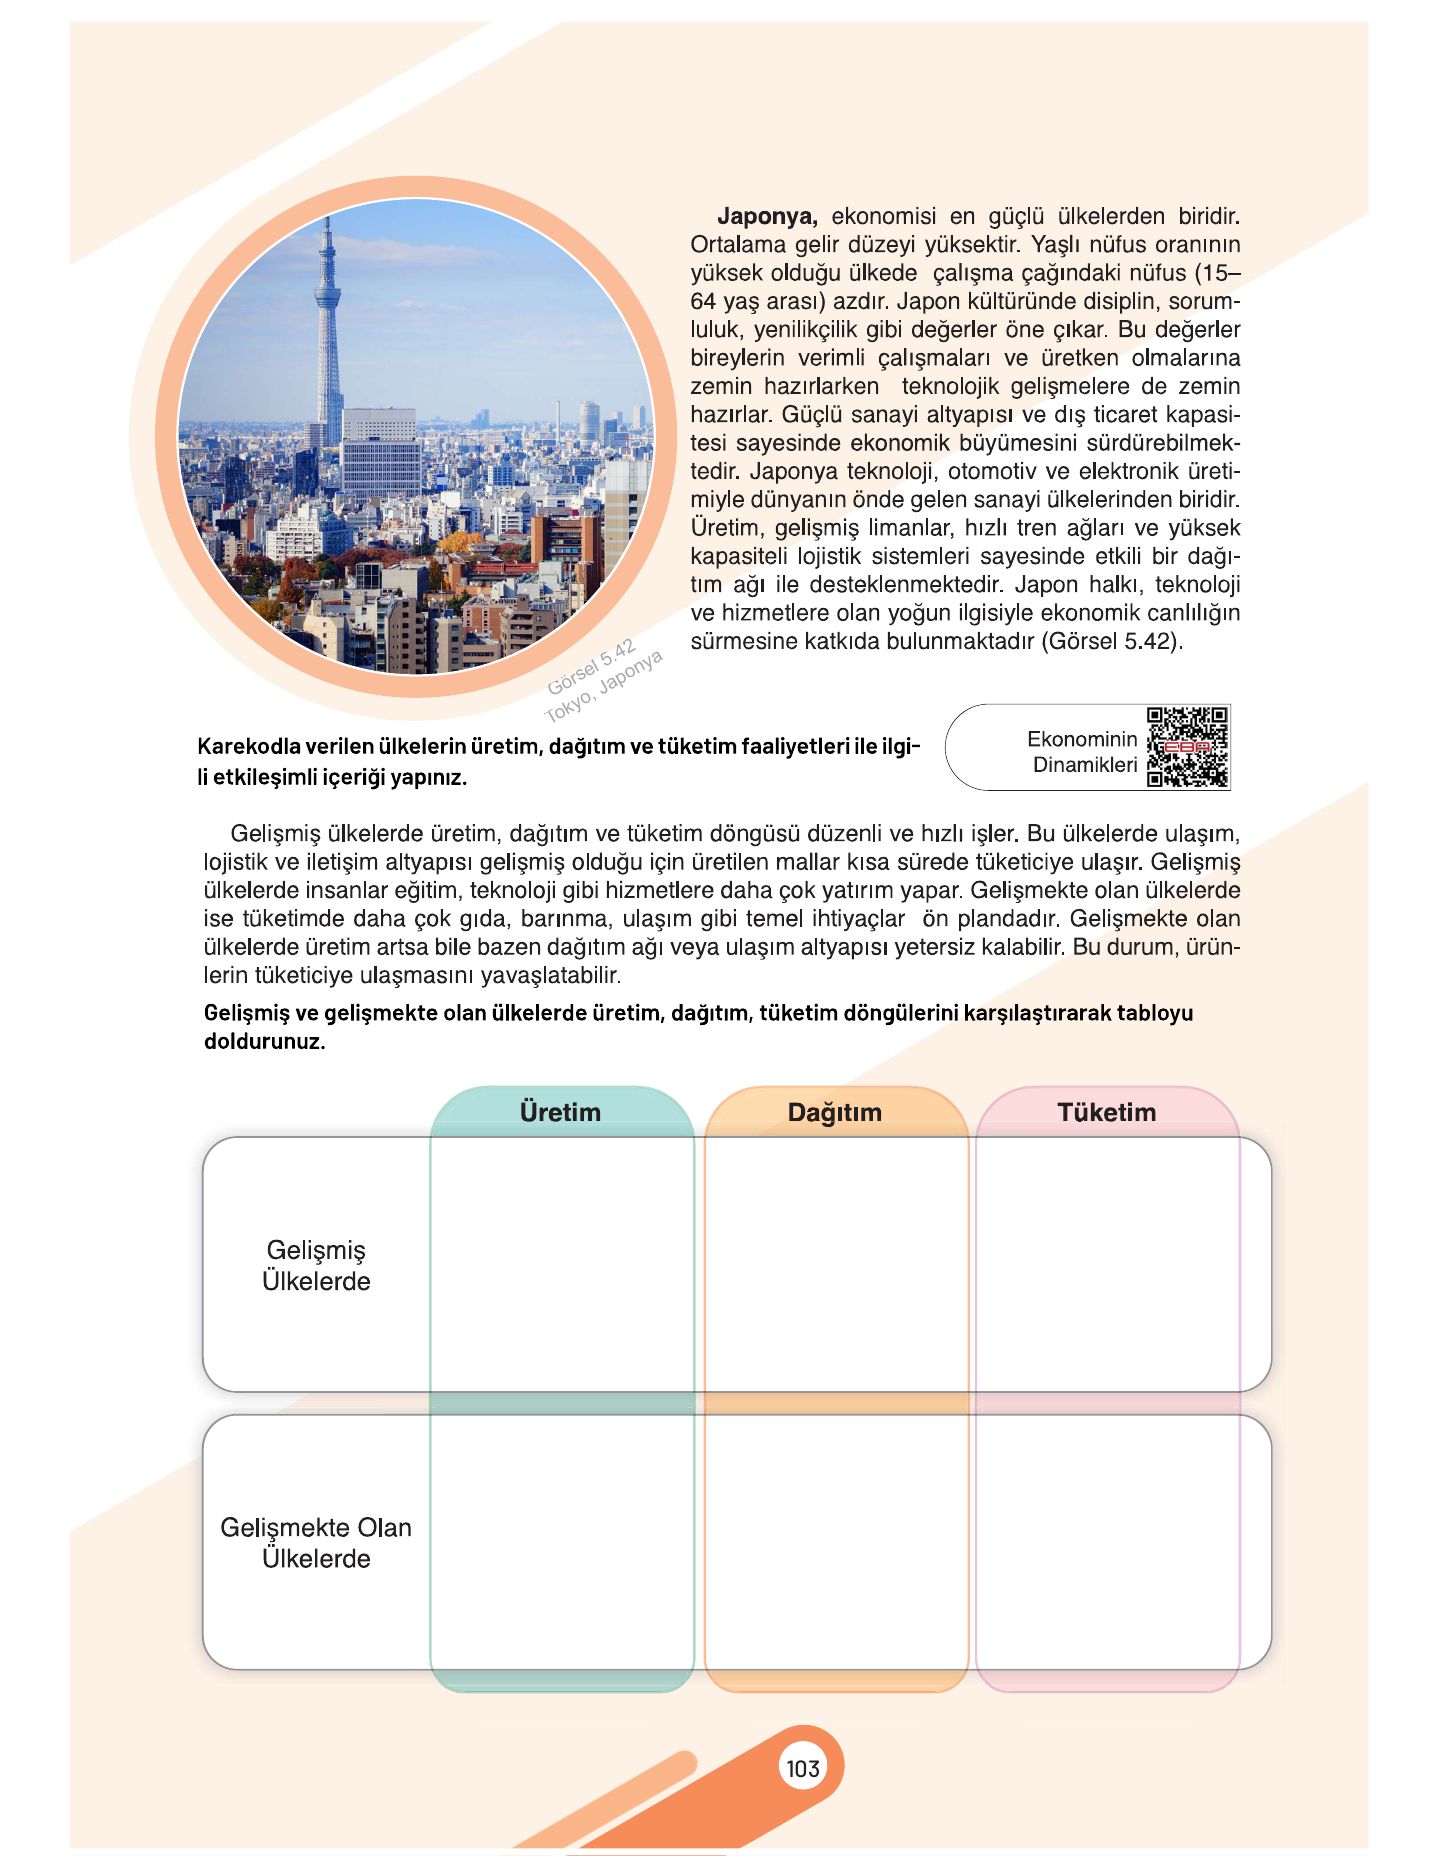 Japonya, ekonomisi en güçlü ülkelerden biridir.
Ortalama gelir düzeyi yüksektir. Yaşlı nüfus oranının
yüksek olduğu ülkede çalışma çağındaki nüfus (15–
64 yaş arası) azdır. Japon kültüründe disiplin, sorum-
luluk, yenilikçilik gibi değerler öne çıkar. Bu değerler
bireylerin verimli çalışmaları ve üretken olmalarına
zemin hazırlarken teknolojik gelişmelere de zemin
hazırlar. Güçlü sanayi altyapısı ve dış ticaret kapasi-
tesi sayesinde ekonomik büyümesini sürdürebilmek-
tedir. Japonya teknoloji, otomotiv ve elektronik üreti-
miyle dünyanın önde gelen sanayi ülkelerinden biridir.
Üretim, gelişmiş limanlar, hızlı tren ağları ve yüksek
kapasiteli lojistik sistemleri sayesinde etkili bir dağı-
tım ağı ile desteklenmektedir. Japon halkı, teknoloji
ve hizmetlere olan yoğun ilgisiyle ekonomik canlılığın
sürmesine katkıda bulunmaktadır (Görsel 5.42).
Görsel 5.42
Tokyo, Japonya
Karekodla verilen ülkelerin üretim, dağıtım ve tüketim faaliyetleri ile ilgi-
li etkileşimli içeriği yapınız.
Ekonominin
Dinamikleri
EBA
Gelişmiş ülkelerde üretim, dağıtım ve tüketim döngüsü düzenli ve hızlı işler. Bu ülkelerde ulaşım,
lojistik ve iletişim altyapısı gelişmiş olduğu için üretilen mallar kısa sürede tüketiciye ulaşır. Gelişmiş
ülkelerde insanlar eğitim, teknoloji gibi hizmetlere daha çok yatırım yapar. Gelişmekte olan ülkelerde
ise tüketimde daha çok gıda, barınma, ulaşım gibi temel ihtiyaçlar ön plandadır. Gelişmekte olan
ülkelerde üretim artsa bile bazen dağıtım ağı veya ulaşım altyapısı yetersiz kalabilir. Bu durum, ürün-
lerin tüketiciye ulaşmasını yavaşlatabilir.
Gelişmiş ve gelişmekte olan ülkelerde üretim, dağıtım, tüketim döngülerini karşılaştırarak tabloyu
doldurunuz.
Üretim
Dağıtım
Tüketim
Gelişmiş
Ülkelerde
Gelişmekte Olan
Ülkelerde
103